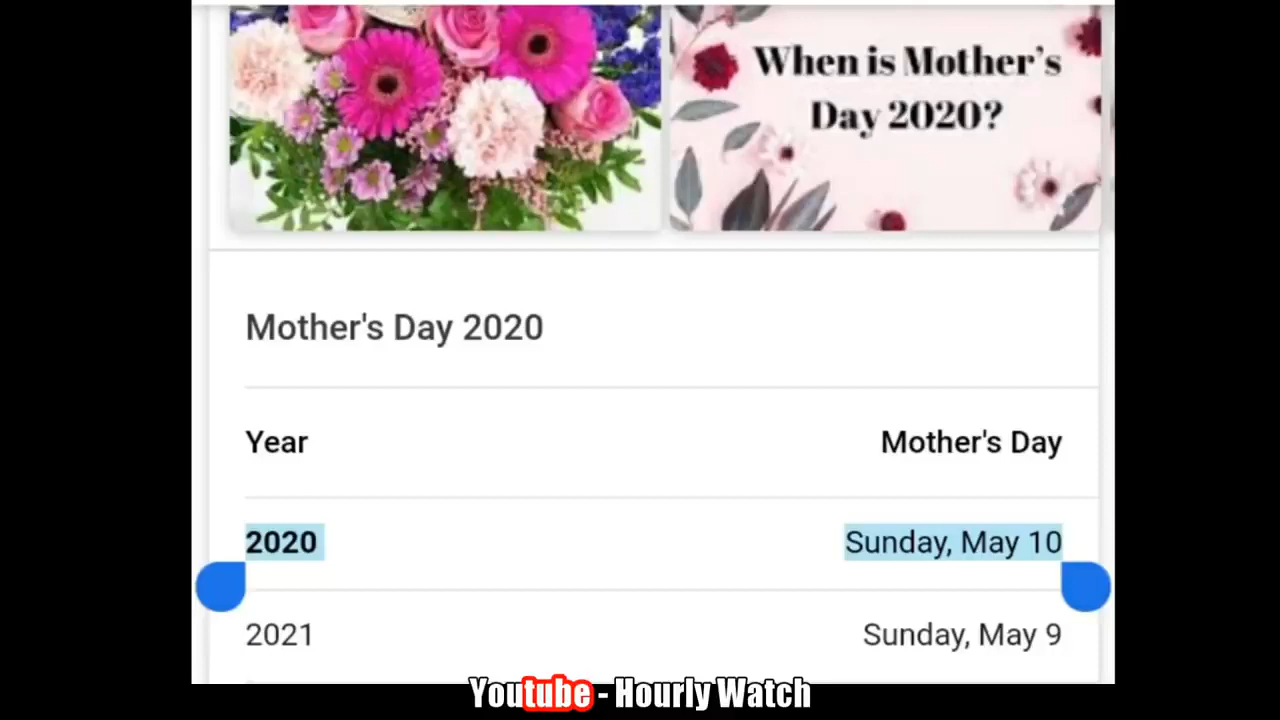 When is Mother's
Day 2020?
Mother's Day 2020
Year Mother's Day
2020 Sunday, May 10
2021 Sunday, May 9
Youtube - Hourly Watch